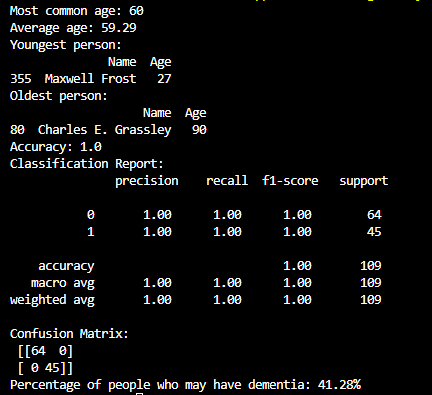 Most common age: 60
Average age: 59.29
Youngest person:
Name Age
355 Maxwell Frost 27
Oldest person:
Name Age
80 Charles E. Grassley 90
Accuracy: 1.0
Classification Report:
precision recall f1-score support
0 1.00 1.00 1.00 64
1 1.00 1.00 1.00 45
accuracy 1.00 109
macro avg 1.00 1.00 1.00 109
weighted avg 1.00 1.00 1.00 109
Confusion Matrix:
[[64 0]
[ 0 45]]
Percentage of people who may have dementia: 41.28%